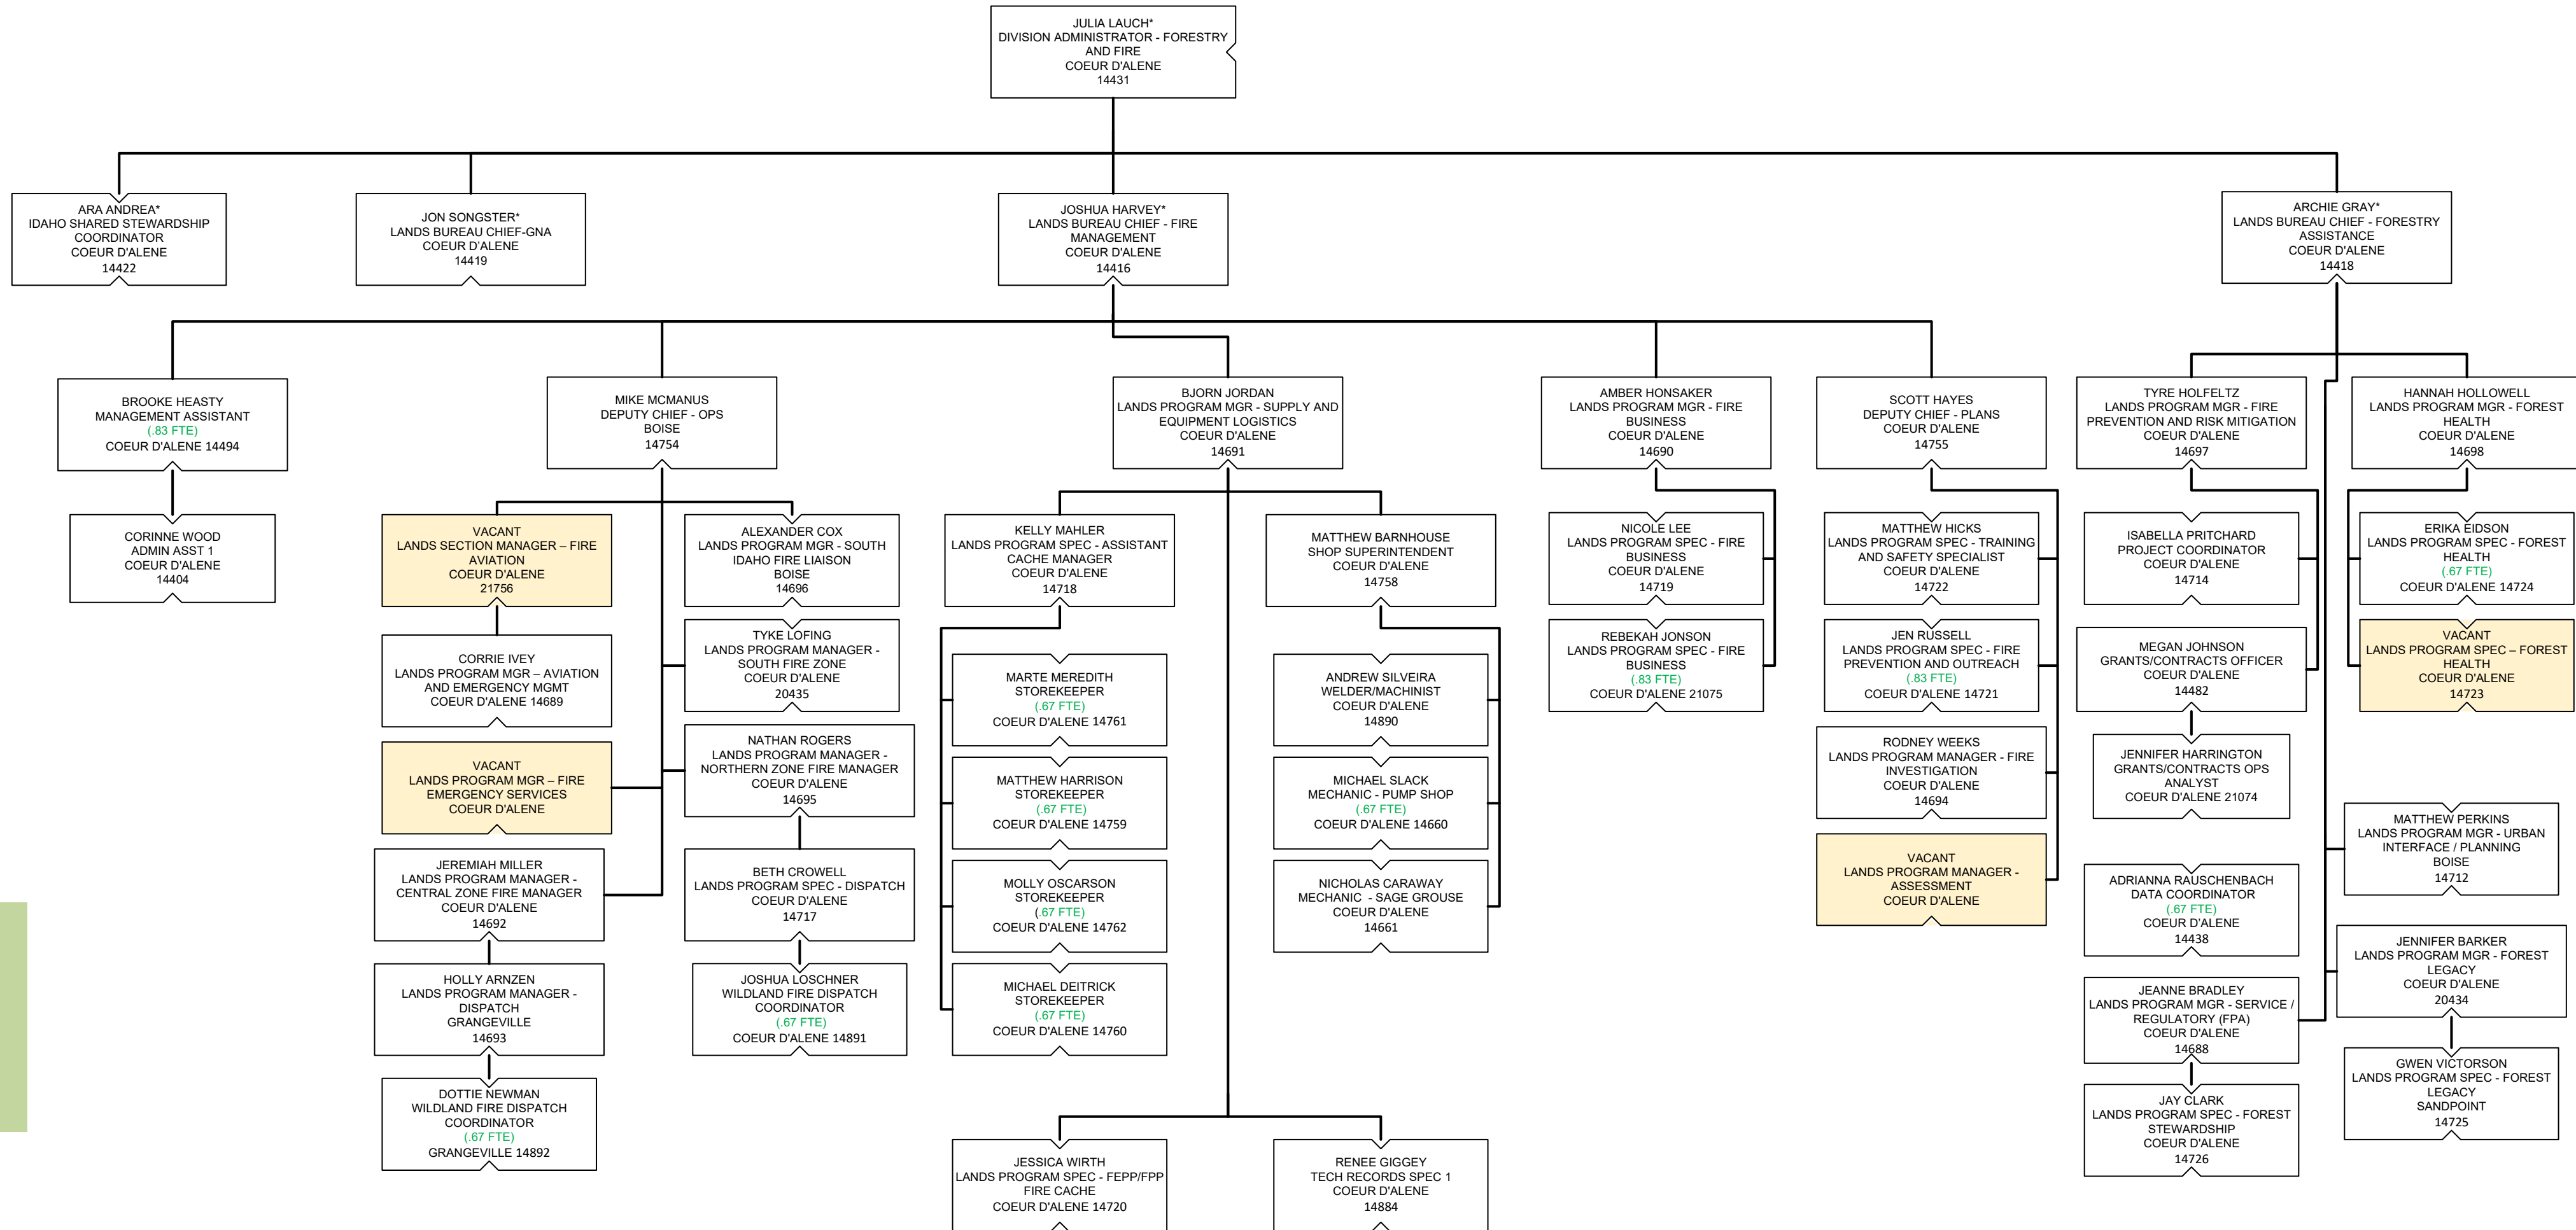 JULIA LAUCH*
DIVISION ADMINISTRATOR - FORESTRY
AND FIRE
COEUR D'ALENE
14431
ARA ANDREA*
IDAHO SHARED STEWARDSHIP
COORDINATOR
COEUR D'ALENE
14422
JON SONGSTER*
LANDS BUREAU CHIEF-GNA
COEUR D'ALENE
14419
JOSHUA HARVEY*
LANDS BUREAU CHIEF - FIRE
MANAGEMENT
COEUR D'ALENE
14416
ARCHIE GRAY*
LANDS BUREAU CHIEF - FORESTRY
ASSISTANCE
COEUR D'ALENE
14418
BROOKE HEASTY
MANAGEMENT ASSISTANT
(.83 FTE)
COEUR D'ALENE 14494
MIKE MCMANUS
DEPUTY CHIEF - OPS
BOISE
14754
BJORN JORDAN
LANDS PROGRAM MGR - SUPPLY AND
EQUIPMENT LOGISTICS
COEUR D'ALENE
14691
AMBER HONSAKER
LANDS PROGRAM MGR - FIRE
BUSINESS
COEUR D'ALENE
14690
SCOTT HAYES
DEPUTY CHIEF - PLANS
COEUR D'ALENE
14755
TYRE HOLFELTZ
LANDS PROGRAM MGR - FIRE
PREVENTION AND RISK MITIGATION
COEUR D'ALENE
14697
HANNAH HOLLOWELL
LANDS PROGRAM MGR - FOREST
HEALTH
COEUR D'ALENE
14698
CORINNE WOOD
ADMIN ASST 1
COEUR D'ALENE
14404
VACANT
LANDS SECTION MANAGER – FIRE
AVIATION
COEUR D'ALENE
21756
ALEXANDER COX
LANDS PROGRAM MGR - SOUTH
IDAHO FIRE LIAISON
BOISE
14696
KELLY MAHLER
LANDS PROGRAM SPEC - ASSISTANT
CACHE MANAGER
COEUR D'ALENE
14718
MATTHEW BARNHOUSE
SHOP SUPERINTENDENT
COEUR D'ALENE
14758
NICOLE LEE
LANDS PROGRAM SPEC - FIRE
BUSINESS
COEUR D'ALENE
14719
MATTHEW HICKS
LANDS PROGRAM SPEC - TRAINING
AND SAFETY SPECIALIST
COEUR D'ALENE
14722
ISABELLA PRITCHARD
PROJECT COORDINATOR
COEUR D'ALENE
14714
ERIKA EIDSON
LANDS PROGRAM SPEC - FOREST
HEALTH
(.67 FTE)
COEUR D'ALENE 14724
CORRIE IVEY
LANDS PROGRAM MGR – AVIATION
AND EMERGENCY MGMT
COEUR D'ALENE 14689
TYKE LOFING
LANDS PROGRAM MANAGER -
SOUTH FIRE ZONE
COEUR D'ALENE
20435
MARTE MEREDITH
STOREKEEPER
(.67 FTE)
COEUR D'ALENE 14761
ANDREW SILVEIRA
WELDER/MACHINIST
COEUR D'ALENE
14890
REBEKAH JONSON
LANDS PROGRAM SPEC - FIRE
BUSINESS
(.83 FTE)
COEUR D'ALENE 21075
JEN RUSSELL
LANDS PROGRAM SPEC - FIRE
PREVENTION AND OUTREACH
(.83 FTE)
COEUR D'ALENE 14721
MEGAN JOHNSON
GRANTS/CONTRACTS OFFICER
COEUR D'ALENE
14482
VACANT
LANDS PROGRAM SPEC – FOREST
HEALTH
COEUR D'ALENE
14723
VACANT
LANDS PROGRAM MGR – FIRE
EMERGENCY SERVICES
COEUR D'ALENE
NATHAN ROGERS
LANDS PROGRAM MANAGER -
NORTHERN ZONE FIRE MANAGER
COEUR D'ALENE
14695
MATTHEW HARRISON
STOREKEEPER
(.67 FTE)
COEUR D'ALENE 14759
MICHAEL SLACK
MECHANIC - PUMP SHOP
(.67 FTE)
COEUR D'ALENE 14660
RODNEY WEEKS
LANDS PROGRAM MANAGER - FIRE
INVESTIGATION
COEUR D'ALENE
14694
JENNIFER HARRINGTON
GRANTS/CONTRACTS OPS
ANALYST
COEUR D'ALENE 21074
MATTHEW PERKINS
LANDS PROGRAM MGR - URBAN
INTERFACE / PLANNING
BOISE
14712
JEREMIAH MILLER
LANDS PROGRAM MANAGER -
CENTRAL ZONE FIRE MANAGER
COEUR D'ALENE
14692
BETH CROWELL
LANDS PROGRAM SPEC - DISPATCH
COEUR D'ALENE
14717
MOLLY OSCARSON
STOREKEEPER
(.67 FTE)
COEUR D'ALENE 14762
NICHOLAS CARAWAY
MECHANIC - SAGE GROUSE
COEUR D'ALENE
14661
VACANT
LANDS PROGRAM MANAGER -
ASSESSMENT
COEUR D'ALENE
ADRIANNA RAUSCHENBACH
DATA COORDINATOR
(.67 FTE)
COEUR D'ALENE
14438
JENNIFER BARKER
LANDS PROGRAM MGR - FOREST
LEGACY
COEUR D'ALENE
20434
HOLLY ARNZEN
LANDS PROGRAM MANAGER -
DISPATCH
GRANGEVILLE
14693
JOSHUA LOSCHNER
WILDLAND FIRE DISPATCH
COORDINATOR
(.67 FTE)
COEUR D'ALENE 14891
MICHAEL DEITRICK
STOREKEEPER
(.67 FTE)
COEUR D'ALENE 14760
JEANNE BRADLEY
LANDS PROGRAM MGR - SERVICE /
REGULATORY (FPA)
COEUR D'ALENE
14688
GWEN VICTORSON
LANDS PROGRAM SPEC - FOREST
LEGACY
SANDPOINT
14725
DOTTIE NEWMAN
WILDLAND FIRE DISPATCH
COORDINATOR
(.67 FTE)
GRANGEVILLE 14892
JAY CLARK
LANDS PROGRAM SPEC - FOREST
STEWARDSHIP
COEUR D'ALENE
14726
JESSICA WIRTH
LANDS PROGRAM SPEC - FEPP/FPP
FIRE CACHE
COEUR D'ALENE 14720
RENEE GIGGEY
TECH RECORDS SPEC 1
COEUR D'ALENE
14884